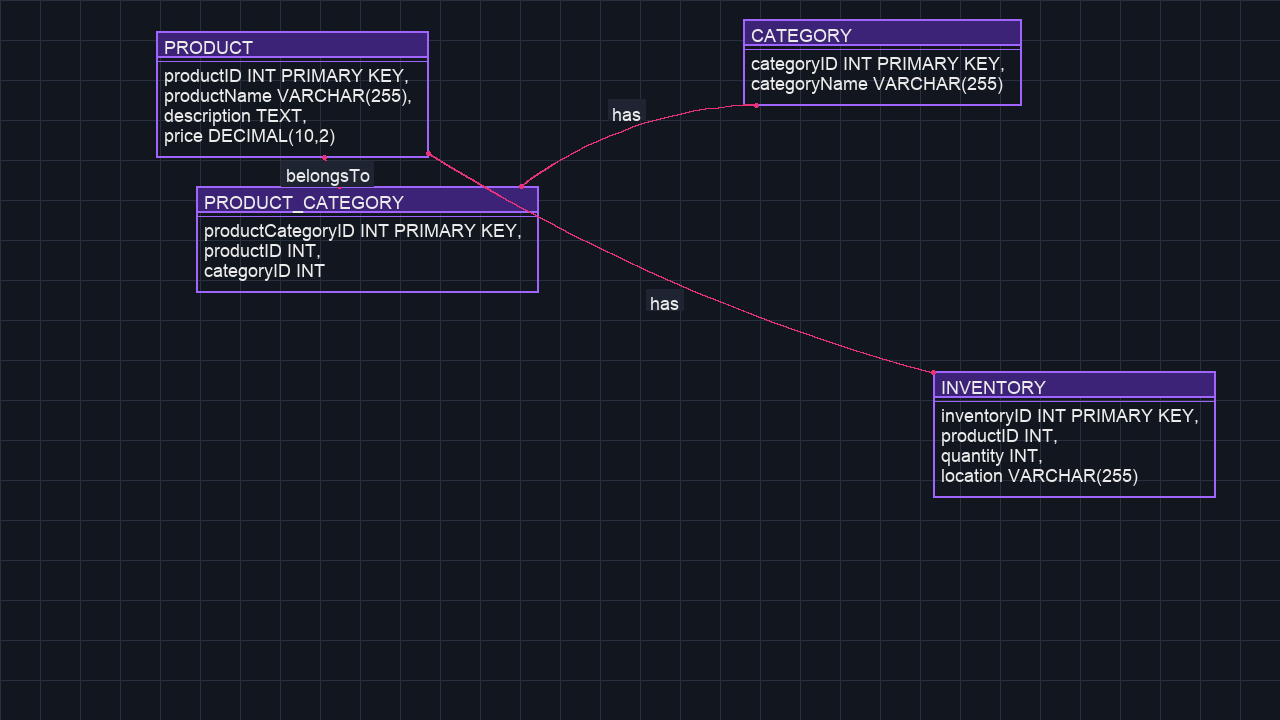 PRODUCT
productID INT PRIMARY KEY,
productName VARCHAR(255),
description TEXT,
price DECIMAL(10,2)
CATEGORY
categoryID INT PRIMARY KEY,
categoryName VARCHAR(255)
has
belongsTo
PRODUCT_CATEGORY
productCategoryID INT PRIMARY KEY,
productID INT,
categoryID INT
has
INVENTORY
inventoryID INT PRIMARY KEY,
productID INT,
quantity INT,
location VARCHAR(255)